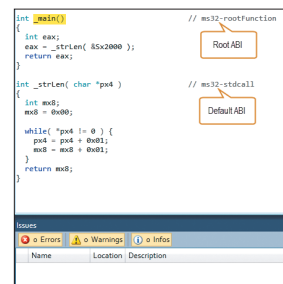 int _main() // ms32-rootFunction
{
Root ABI
int eax;
eax = _strLen( &Sx2000 );
return eax;
}
int _strLen( char *px4 ) // ms32-stdcall
{
Default ABI
int mx8;
mx8 = 0x00;
while( *px4 != 0 ) {
px4 = px4 + 0x01;
mx8 = mx8 + 0x01;
}
return mx8;
}
Issues
0 Errors 0 Warnings 0 Infos
Name Location Description